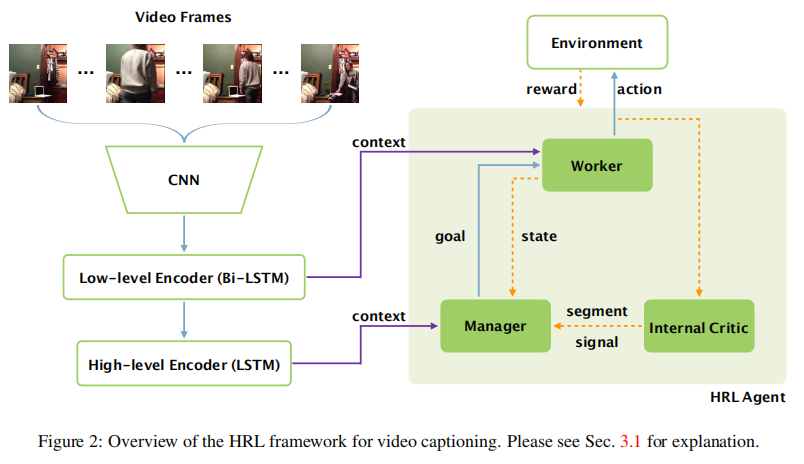 Video Frames
... ... ...
CNN
Low-level Encoder (Bi-LSTM)
High-level Encoder (LSTM)
context
context
Environment
reward
action
Worker
goal
state
Manager
segment
signal
Internal Critic
HRL Agent
Figure 2: Overview of the HRL framework for video captioning. Please see Sec. 3.1 for explanation.